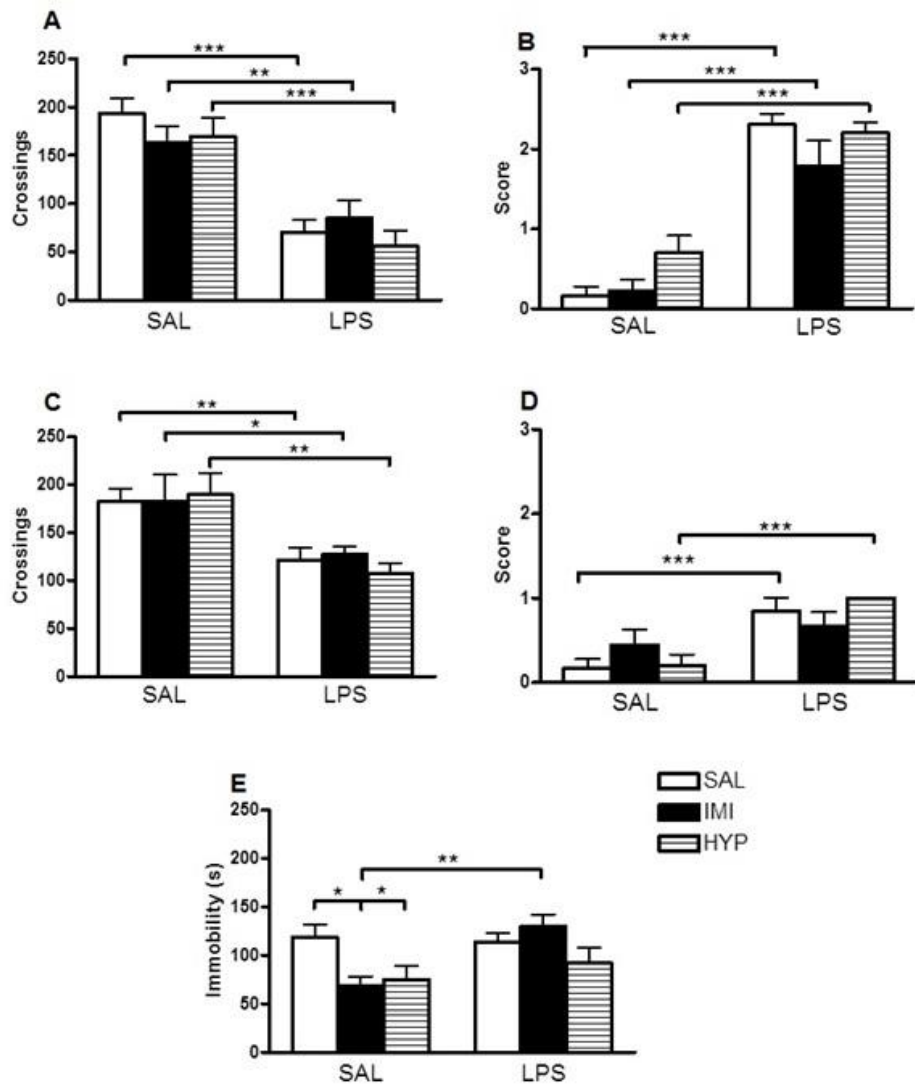 A
***
**
***
250
200
150
100
50
0
Crossings
SAL LPS
B
***
***
***
3
2
1
0
Score
SAL LPS
C
**
*
**
250
200
150
100
50
0
Crossings
SAL LPS
D
***
***
3
2
1
0
Score
SAL LPS
E
**
* *
250
200
150
100
50
0
Immobility (s)
SAL LPS
SAL
IMI
HYP